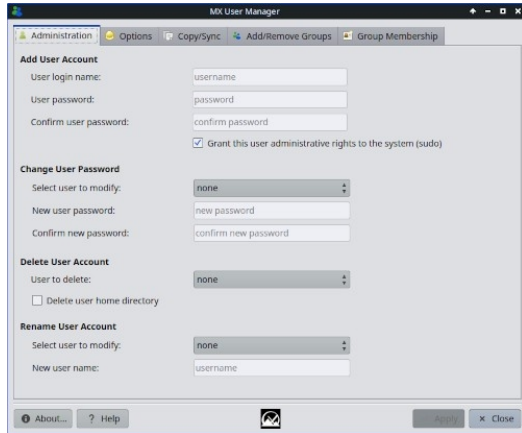 MX User Manager
Administration Options Copy/Sync Add/Remove Groups Group Membership
Add User Account
User login name: username
User password: password
Confirm user password: confirm password
Grant this user administrative rights to the system (sudo)
Change User Password
Select user to modify: none
New user password: new password
Confirm new password: confirm new password
Delete User Account
User to delete: none
Delete user home directory
Rename User Account
Select user to modify: none
New user name: username
About... ? Help Apply Close